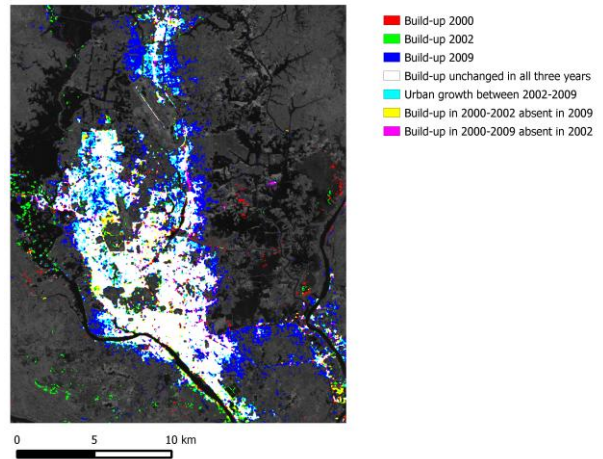 Build-up 2000
Build-up 2002
Build-up 2009
Build-up unchanged in all three years
Urban growth between 2002-2009
Build-up in 2000-2002 absent in 2009
Build-up in 2000-2009 absent in 2002
0 5 10 km